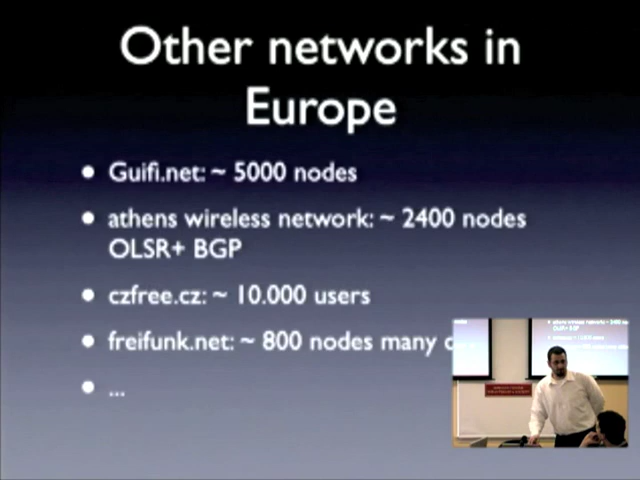 Other networks in
Europe
Guifi.net: ~ 5000 nodes
athens wireless network: ~ 2400 nodes
OLSR+ BGP
czfree.cz: ~ 10.000 users
freifunk.net: ~ 800 nodes many
...